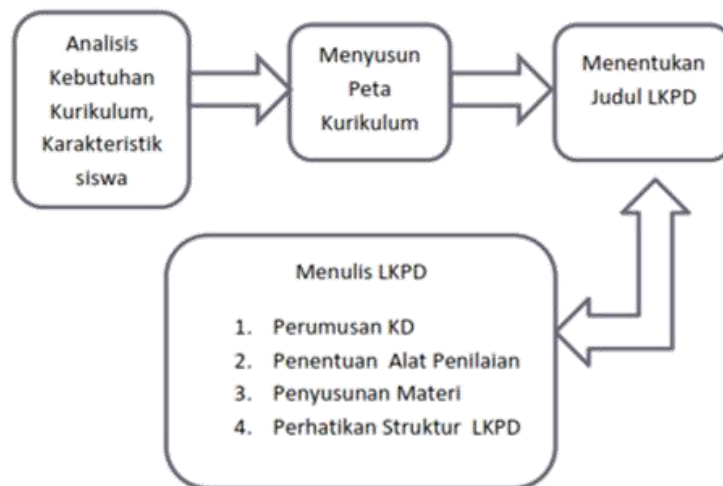 Analisis
Kebutuhan
Kurikulum,
Karakteristik
siswa
Menyusun
Peta
Kurikulum
Menentukan
Judul LKPD
Menulis LKPD
1. Perumusan KD
2. Penentuan Alat Penilaian
3. Penyusunan Materi
4. Perhatikan Struktur LKPD